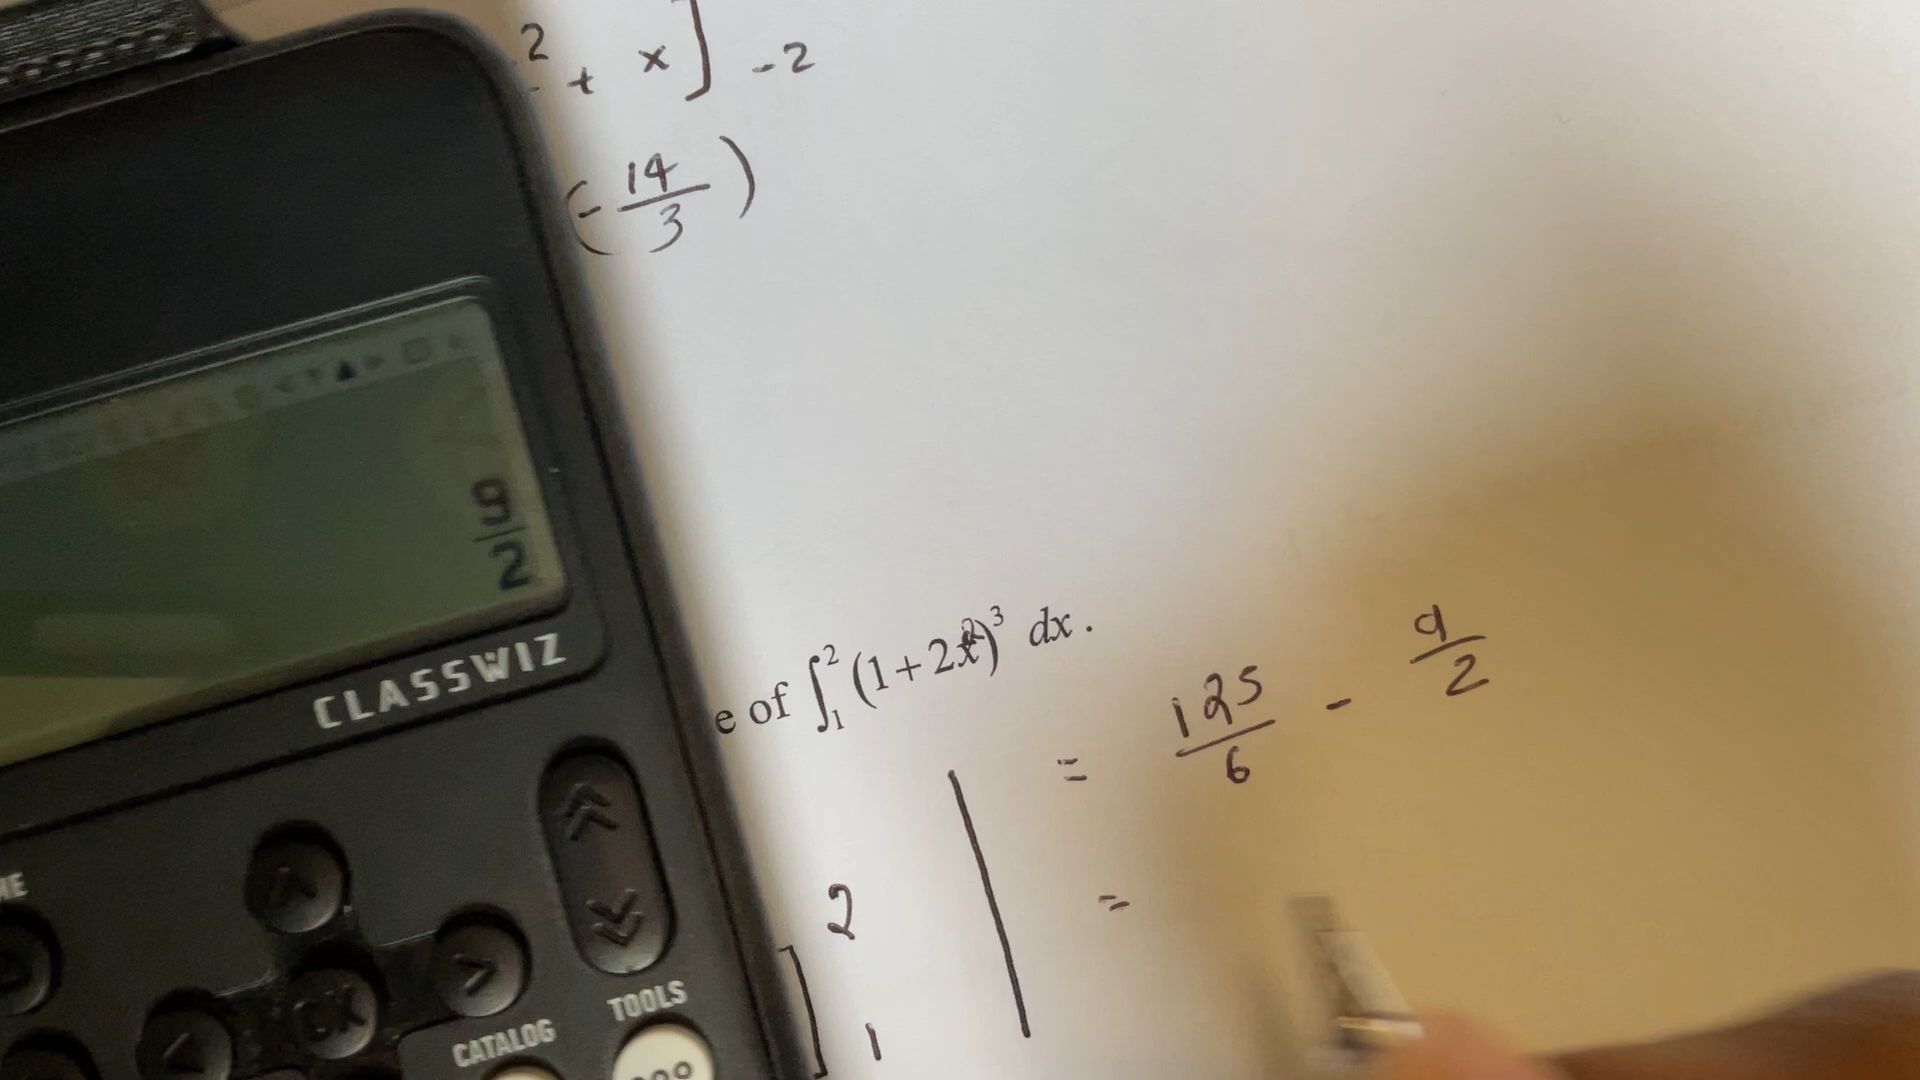 2 + x ] -2
(- 14/3 )
9/2
CLASSWIZ
e of ∫₁² (1+2x)³ dx.
= 125/6 - 9/2
=
] 2 1
OK
CATALOG
TOOLS